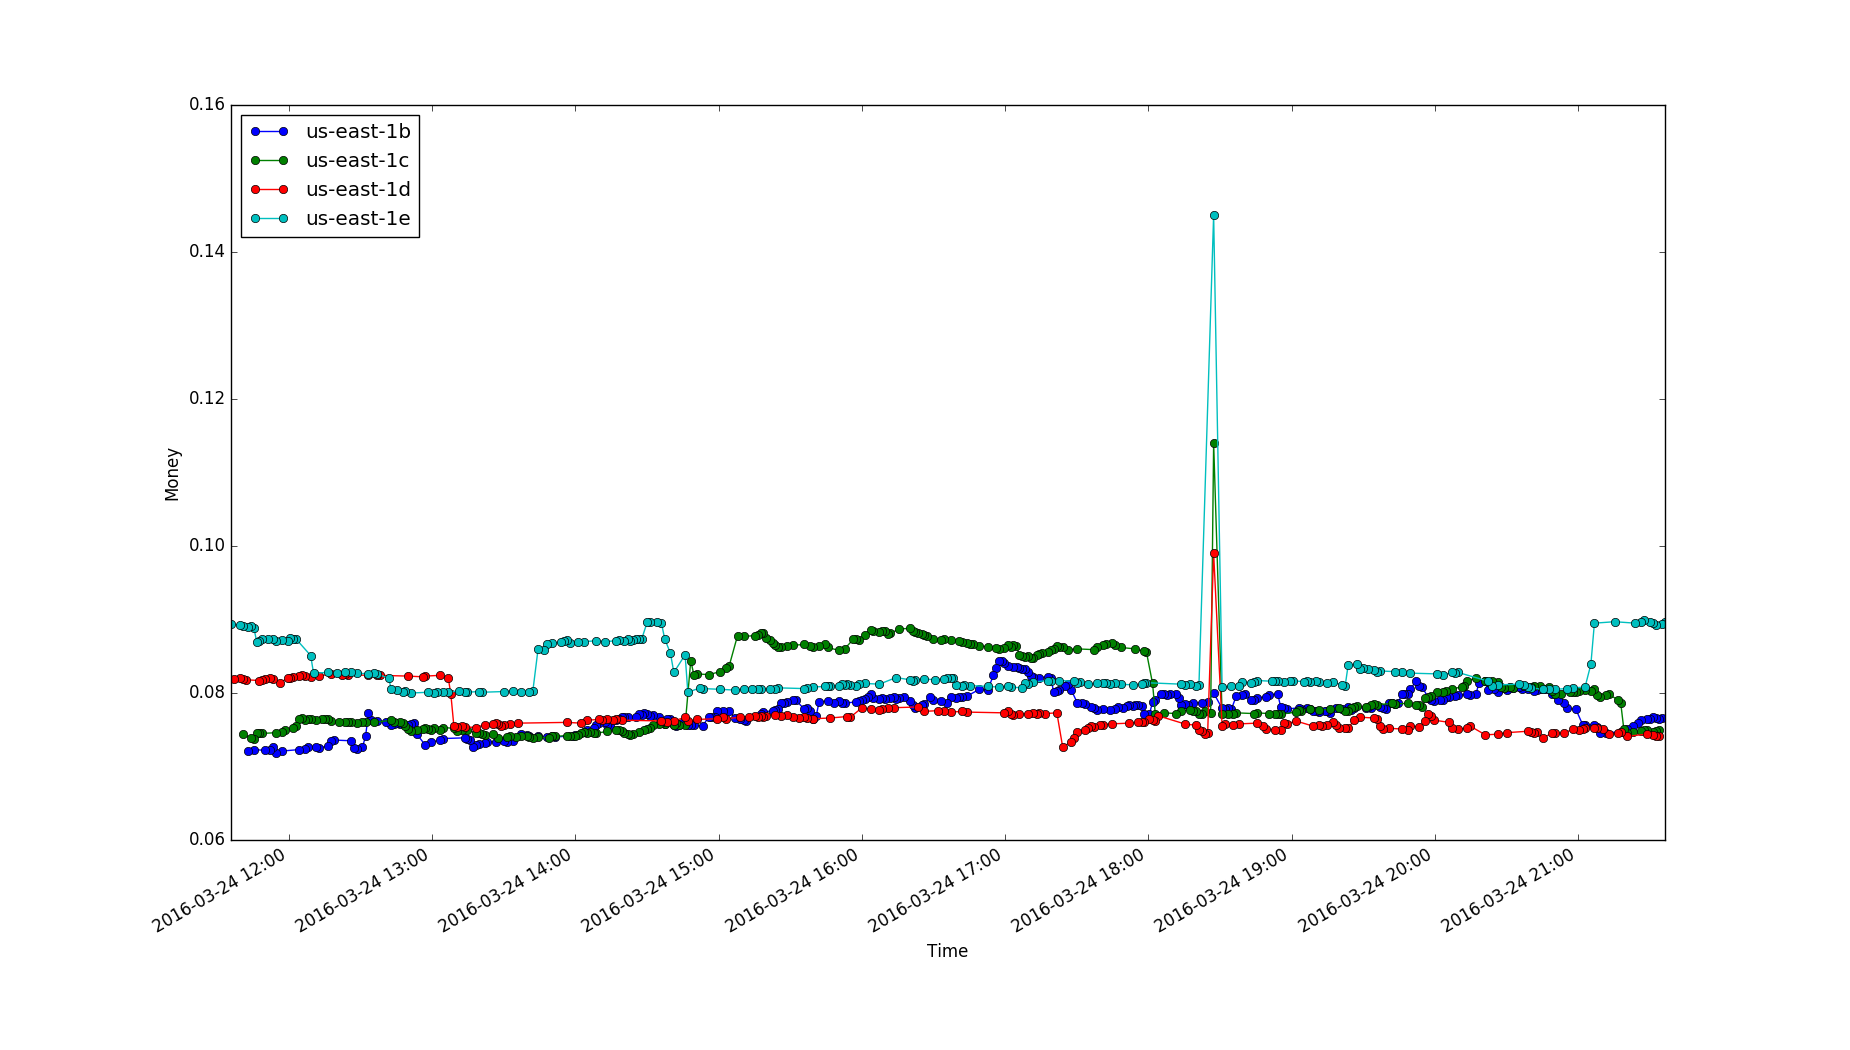 0.16
us-east-1b
us-east-1c
us-east-1d
us-east-1e
0.14
0.12
Money
0.10
0.08
0.06
2016-03-24 12:00
2016-03-24 13:00
2016-03-24 14:00
2016-03-24 15:00
2016-03-24 16:00
2016-03-24 17:00
2016-03-24 18:00
2016-03-24 19:00
2016-03-24 20:00
2016-03-24 21:00
Time